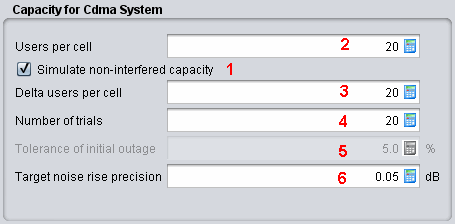 Capacity for Cdma System
Users per cell 2 20
Simulate non-interfered capacity 1
Delta users per cell 3 20
Number of trials 4 20
Tolerance of initial outage 5 5.0 %
Target noise rise precision 6 0.05 dB